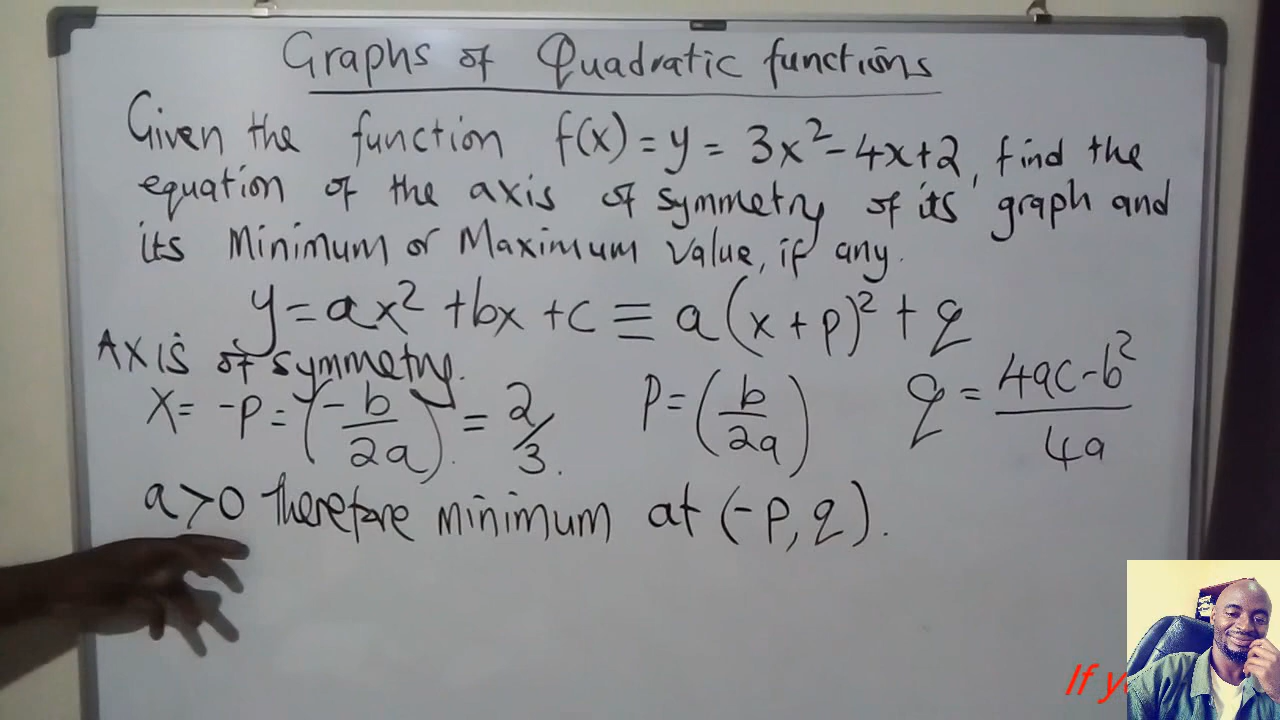 Graphs of Quadratic functions
Given the function f(x) = y = 3x² - 4x + 2, find the
equation of the axis of symmetry of its graph and
its Minimum or Maximum Value, if any.
y = ax² + bx + c ≡ a(x + p)² + q
Axis of symmetry.
x = -p = (-b/2a). = 2/3. P = (b/2a) q = 4ac - b²/4a
a > 0 therefore minimum at (-p, q).
If